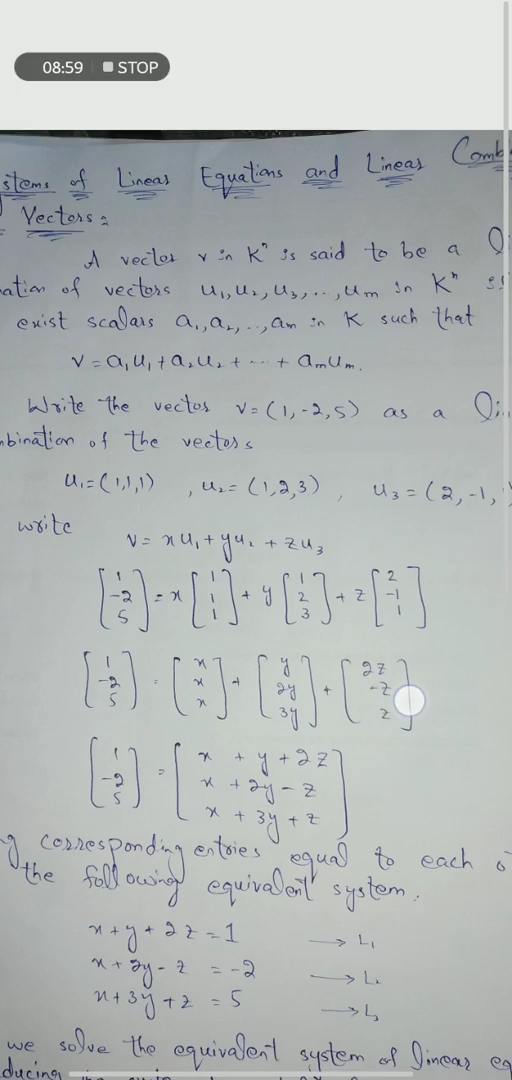 08:59 STOP
stems of Linear Equations and Linear Comb
Vectors:
A vector v in Kⁿ is said to be a li
nation of vectors u₁, u₂, u₃, ..., uₘ in Kⁿ
exist scalars a₁, a₂, .., aₘ in K such that
v = a₁u₁ + a₂u₂ + ... + aₘuₘ.
Write the vector v = (1, -2, 5) as a li
mbination of the vectors
u₁ = (1,1,1) , u₂ = (1,2,3) , u₃ = (2, -1,
write
v = xu₁ + yu₂ + zu₃
[1 -2 5] = x [1 1 1] + y [1 2 3] + z [2 -1 1]
[1 -2 5] = [x x x] + [y 2y 3y] + [2z -z z]
[1 -2 5] = [x + y + 2z x + 2y - z x + 3y + z]
g corresponding entries equal to each o
the following equivalent system.
x + y + 2z = 1 → L₁
x + 2y - z = -2 → L₂
x + 3y + z = 5 → L₃
we solve the equivalent system of linear eq
ducing